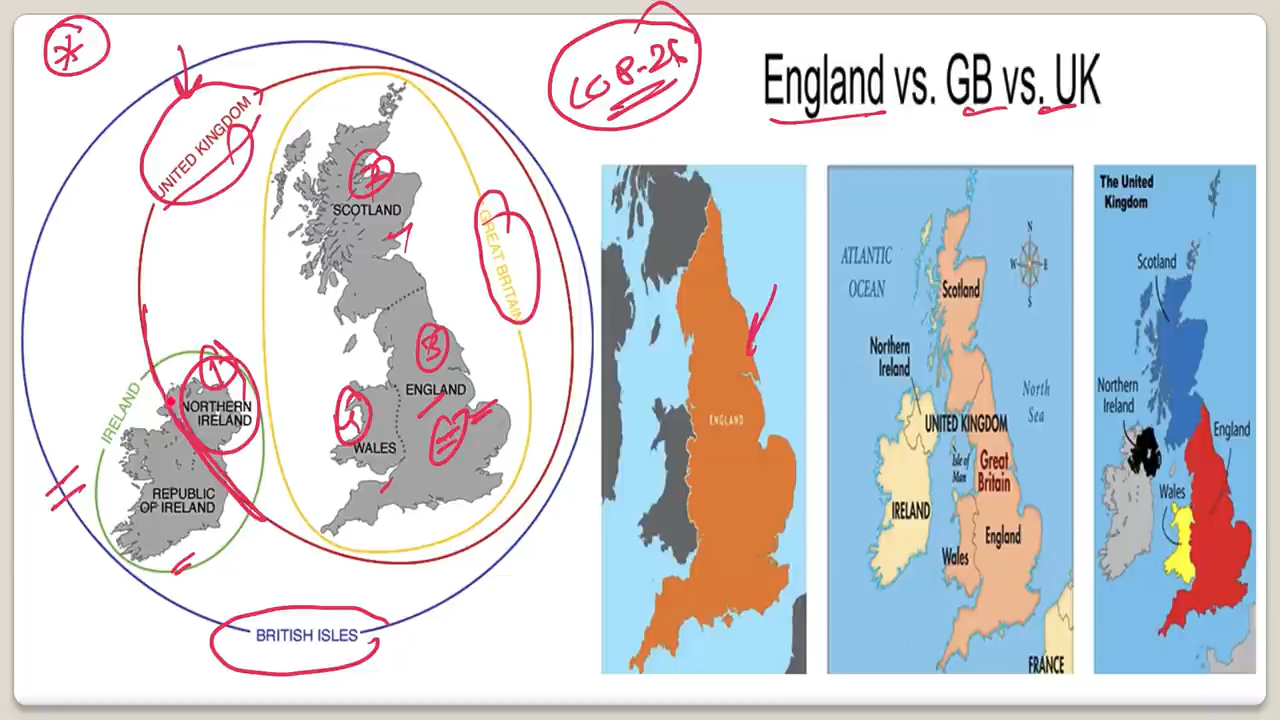 England vs. GB vs. UK
UNITED KINGDOM
SCOTLAND
GREAT BRITAIN
ENGLAND
WALES
IRELAND
NORTHERN
IRELAND
REPUBLIC
OF IRELAND
BRITISH ISLES
ENGLAND
ATLANTIC
OCEAN
N
W
E
S
Scotland
Northern
Ireland
North
Sea
UNITED KINGDOM
Isle of
Man
Great
Britain
IRELAND
England
Wales
FRANCE
The United
Kingdom
Scotland
Northern
Ireland
England
Wales